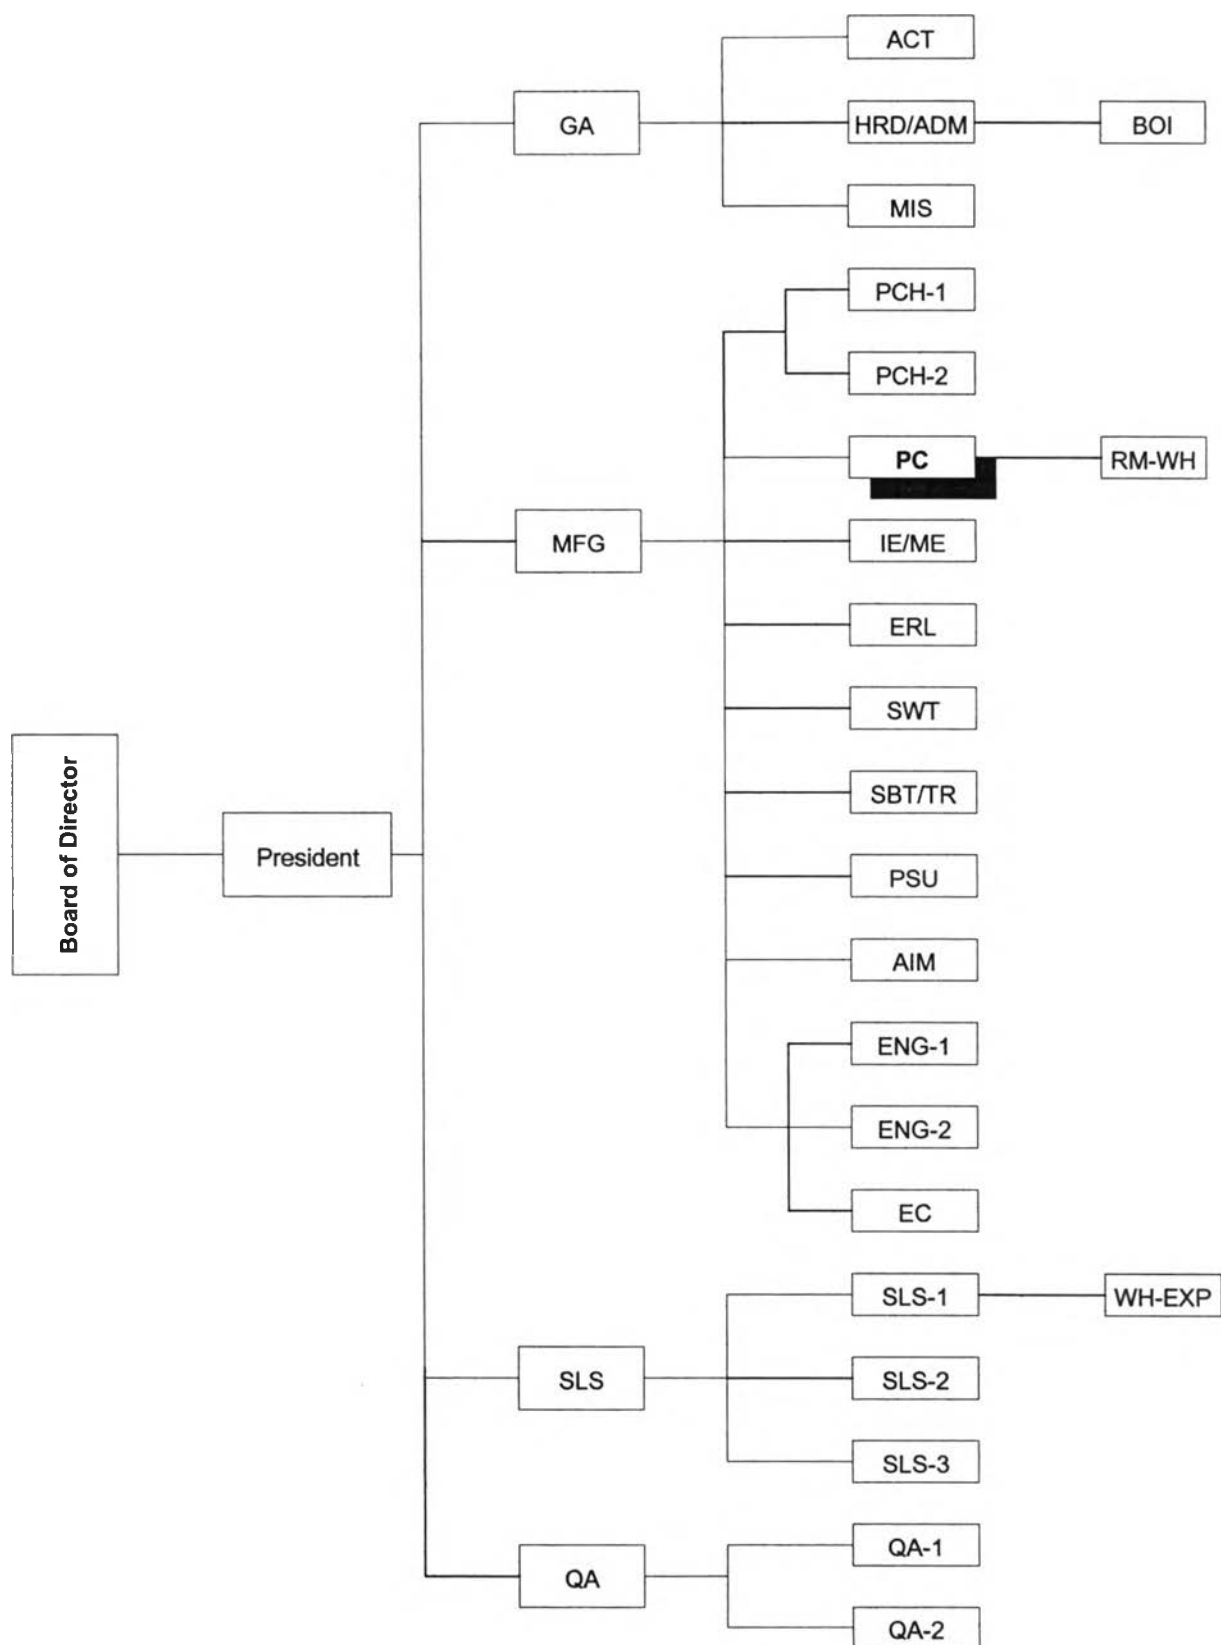 Board of Director
President
GA
ACT
HRD/ADM
BOI
MIS
MFG
PCH-1
PCH-2
PC
RM-WH
IE/ME
ERL
SWT
SBT/TR
PSU
AIM
ENG-1
ENG-2
EC
SLS
SLS-1
WH-EXP
SLS-2
SLS-3
QA
QA-1
QA-2